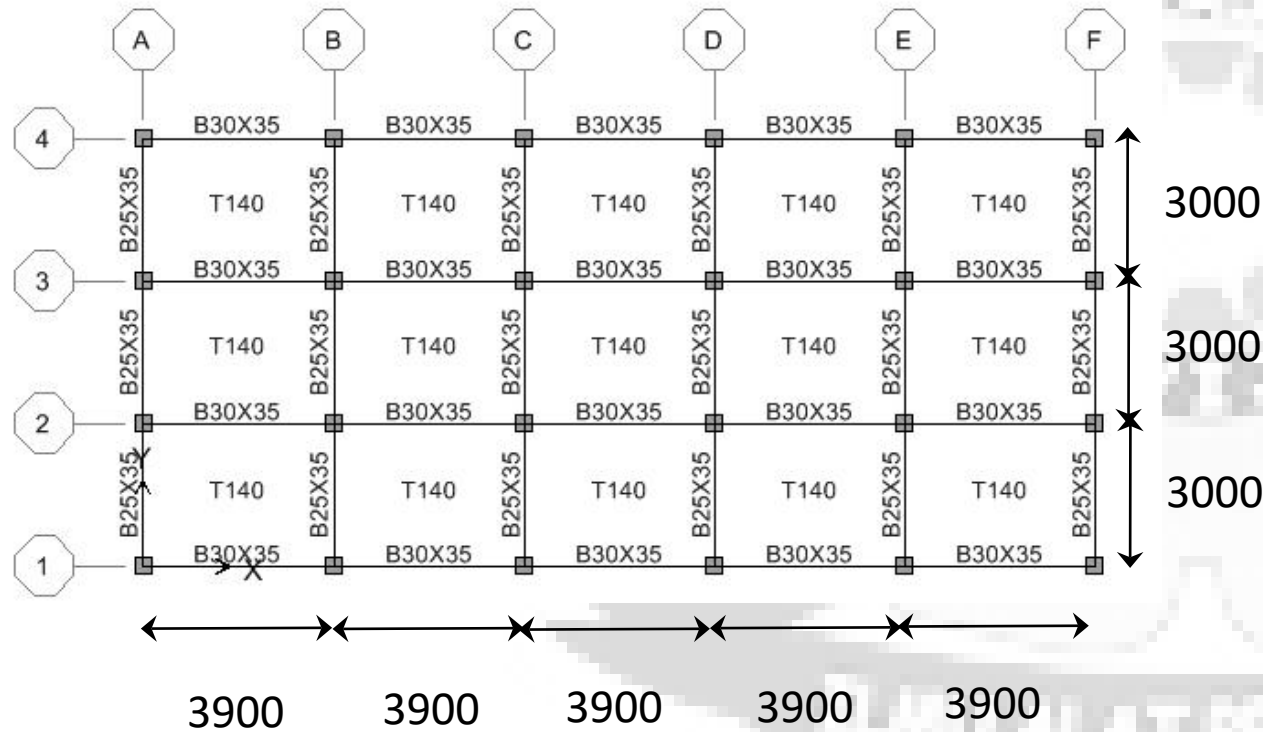 A B C D E F
4 B30X35 B30X35 B30X35 B30X35 B30X35
B25X35 T140 B25X35 T140 B25X35 T140 B25X35 T140 B25X35 T140 B25X35 3000
3 B30X35 B30X35 B30X35 B30X35 B30X35
B25X35 T140 B25X35 T140 B25X35 T140 B25X35 T140 B25X35 T140 B25X35 3000
2 B30X35 B30X35 B30X35 B30X35 B30X35
Y
B25X35 T140 B25X35 T140 B25X35 T140 B25X35 T140 B25X35 T140 B25X35 3000
1 B30X35 B30X35 B30X35 B30X35 B30X35
X
3900 3900 3900 3900 3900